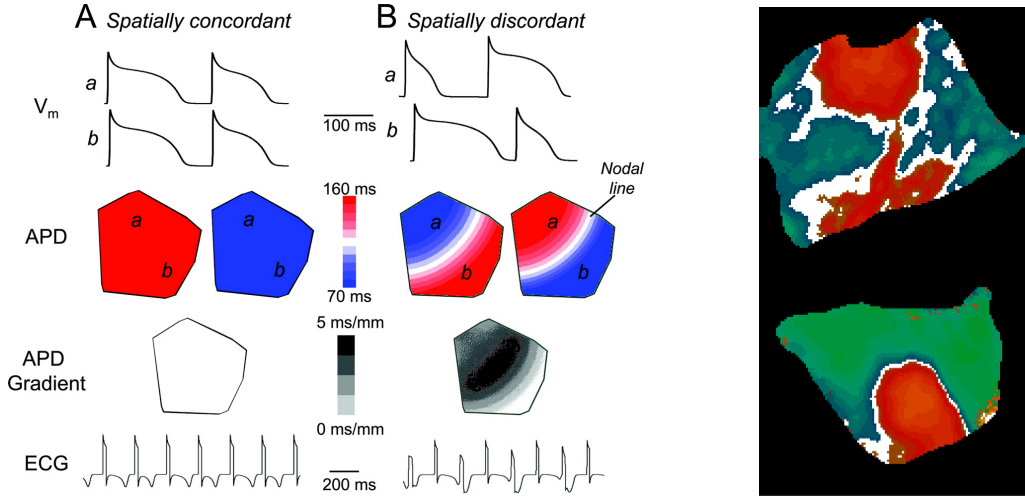 A Spatially concordant
B Spatially discordant
Vm
a
b
a
b
100 ms
APD
a
b
160 ms
70 ms
a
b
Nodal
line
APD
Gradient
5 ms/mm
0 ms/mm
ECG
200 ms